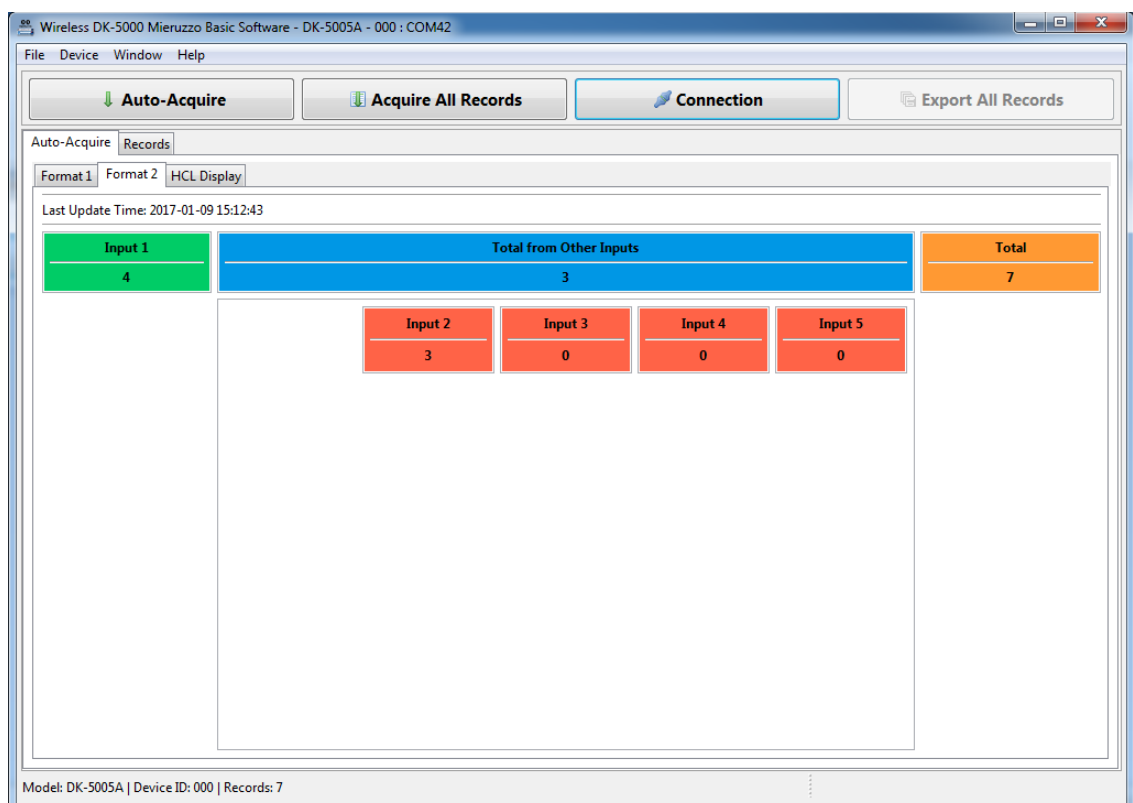 Wireless DK-5000 Mieruzzo Basic Software - DK-5005A - 000 : COM42
File Device Window Help
Auto-Acquire Acquire All Records Connection Export All Records
Auto-Acquire Records
Format 1 Format 2 HCL Display
Last Update Time: 2017-01-09 15:12:43
Input 1 Total from Other Inputs Total
4 3 7
Input 2 Input 3 Input 4 Input 5
3 0 0 0
Model: DK-5005A | Device ID: 000 | Records: 7